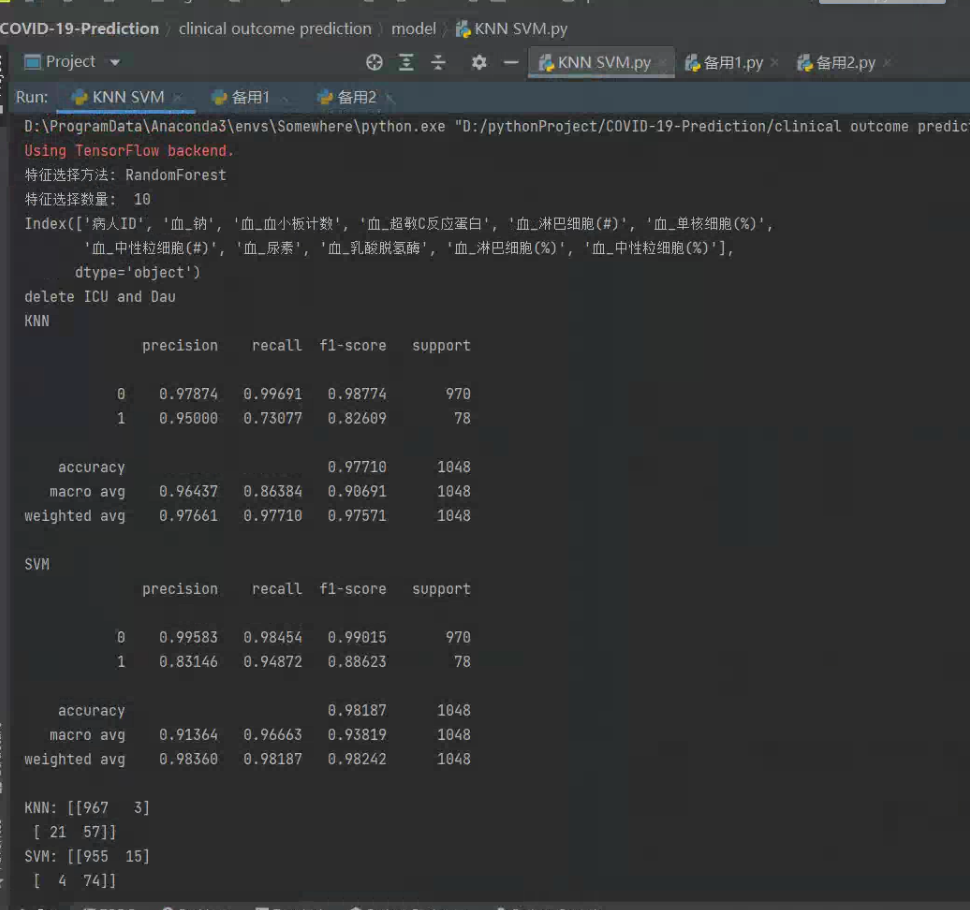 COVID-19-Prediction clinical outcome prediction model KNN SVM.py
Project KNN SVM.py 备用1.py 备用2.py
Run: KNN SVM 备用1 备用2
D:\ProgramData\Anaconda3\envs\Somewhere\python.exe "D:/pythonProject/COVID-19-Prediction/clinical outcome predict
Using TensorFlow backend.
特征选择方法: RandomForest
特征选择数量: 10
Index(['病人ID', '血_钠', '血_血小板计数', '血_超敏C反应蛋白', '血_淋巴细胞(#)', '血_单核细胞(%)',
'血_中性粒细胞(#)', '血_尿素', '血_乳酸脱氢酶', '血_淋巴细胞(%)', '血_中性粒细胞(%)'],
dtype='object')
delete ICU and Dau
KNN
precision recall f1-score support
0 0.97874 0.99691 0.98774 970
1 0.95000 0.73077 0.82609 78
accuracy 0.97710 1048
macro avg 0.96437 0.86384 0.90691 1048
weighted avg 0.97661 0.97710 0.97571 1048
SVM
precision recall f1-score support
0 0.99583 0.98454 0.99015 970
1 0.83146 0.94872 0.88623 78
accuracy 0.98187 1048
macro avg 0.91364 0.96663 0.93819 1048
weighted avg 0.98360 0.98187 0.98242 1048
KNN: [[967 3]
[ 21 57]]
SVM: [[955 15]
[ 4 74]]